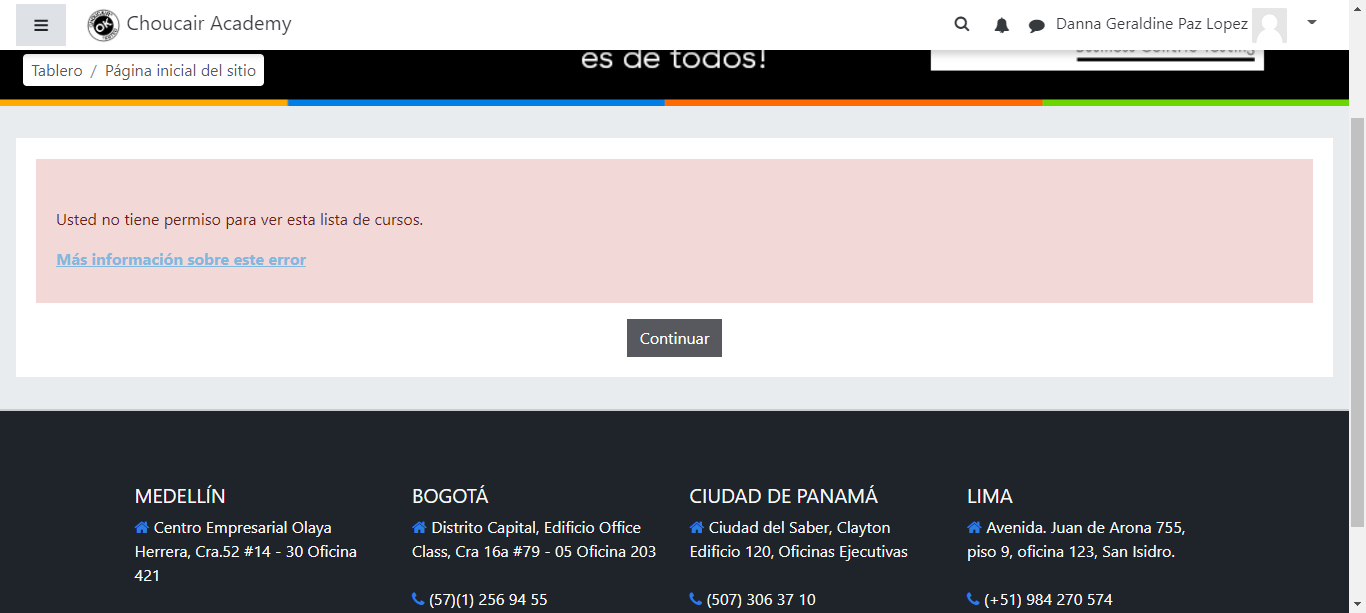 Choucair Academy
Danna Geraldine Paz Lopez
es de todos!
Tablero / Página inicial del sitio
Usted no tiene permiso para ver esta lista de cursos.
Más información sobre este error
Continuar
MEDELLÍN
Centro Empresarial Olaya
Herrera, Cra.52 #14 - 30 Oficina
421
BOGOTÁ
Distrito Capital, Edificio Office
Class, Cra 16a #79 - 05 Oficina 203
(57)(1) 256 94 55
CIUDAD DE PANAMÁ
Ciudad del Saber, Clayton
Edificio 120, Oficinas Ejecutivas
(507) 306 37 10
LIMA
Avenida. Juan de Arona 755,
piso 9, oficina 123, San Isidro.
(+51) 984 270 574